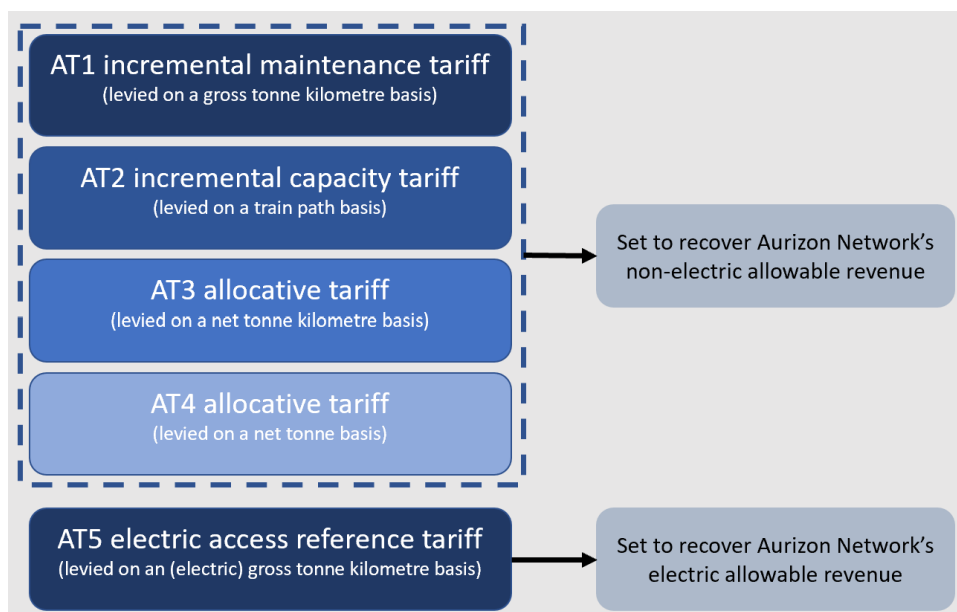 AT1 incremental maintenance tariff
(levied on a gross tonne kilometre basis)
AT2 incremental capacity tariff
(levied on a train path basis)
AT3 allocative tariff
(levied on a net tonne kilometre basis)
AT4 allocative tariff
(levied on a net tonne basis)
Set to recover Aurizon Network's
non-electric allowable revenue
AT5 electric access reference tariff
(levied on an (electric) gross tonne kilometre basis)
Set to recover Aurizon Network's
electric allowable revenue